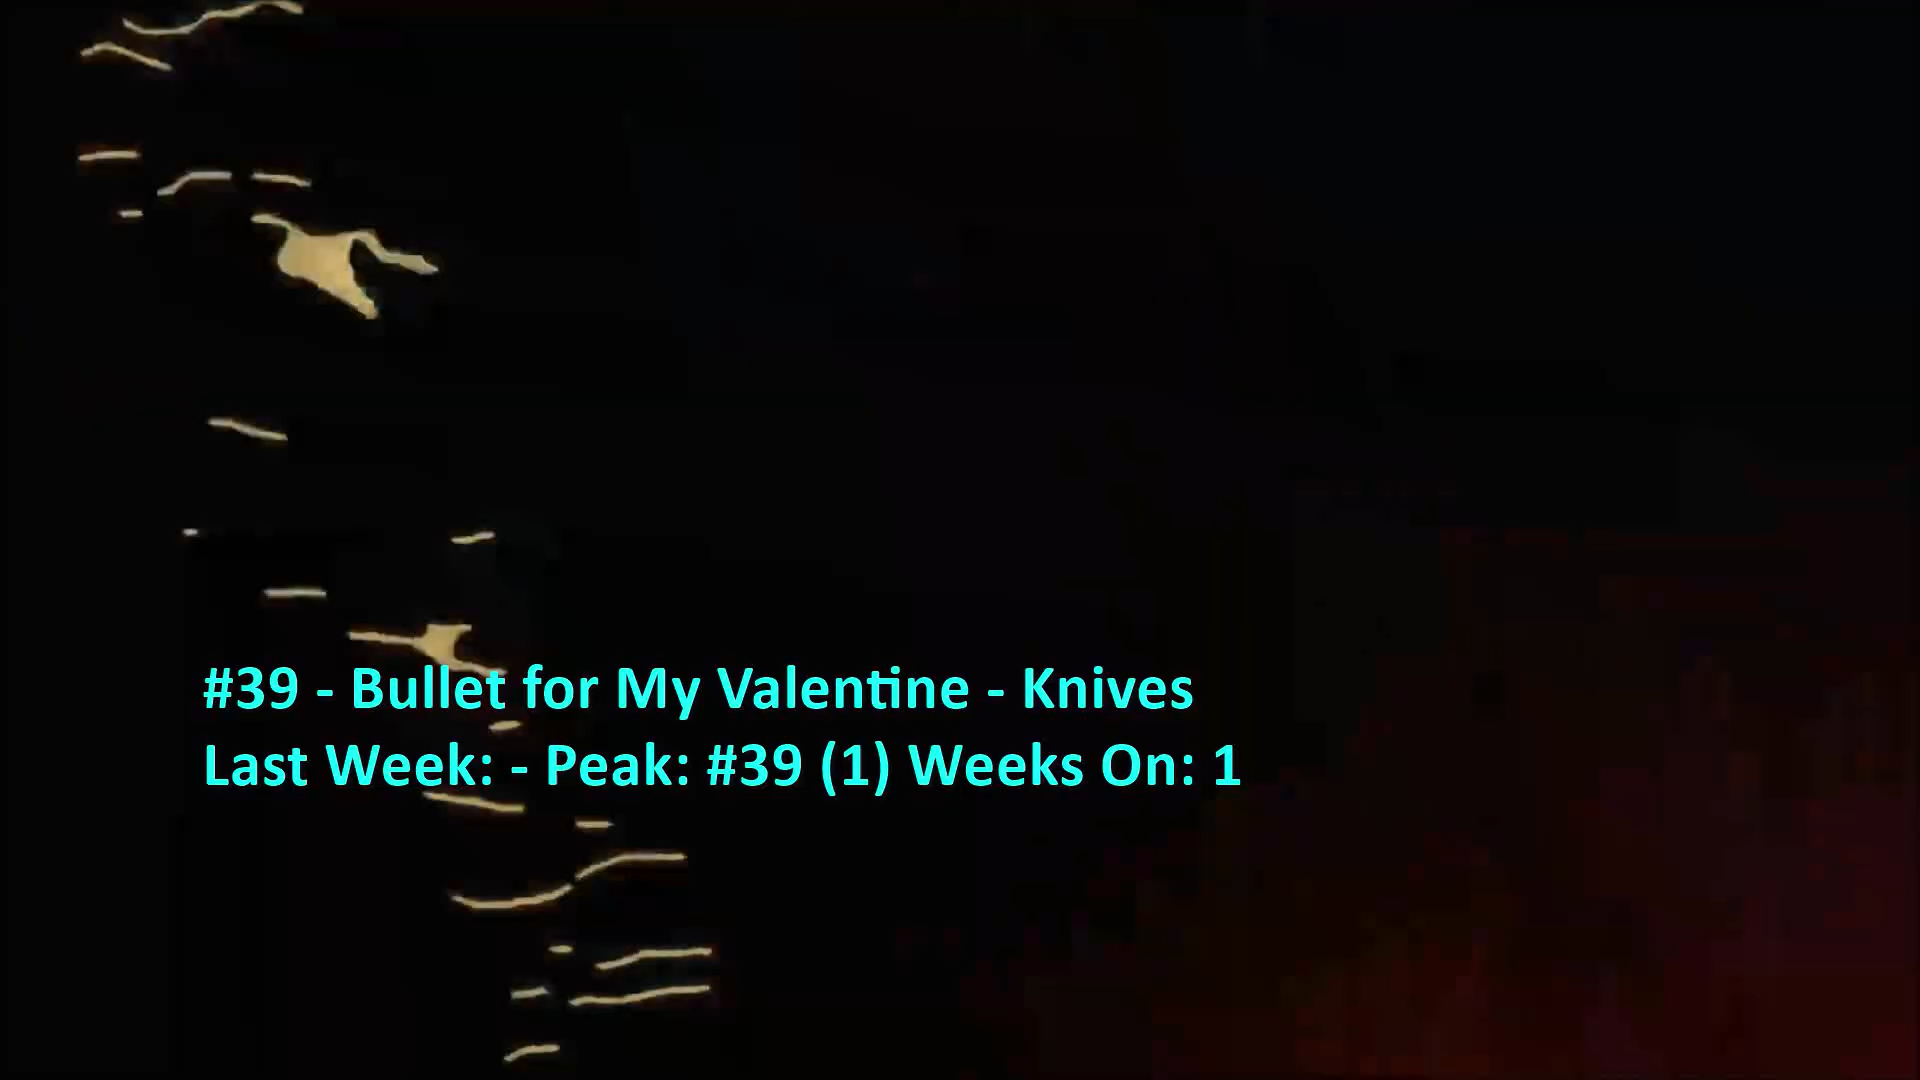 #39 - Bullet for My Valentine - Knives
Last Week: - Peak: #39 (1) Weeks On: 1